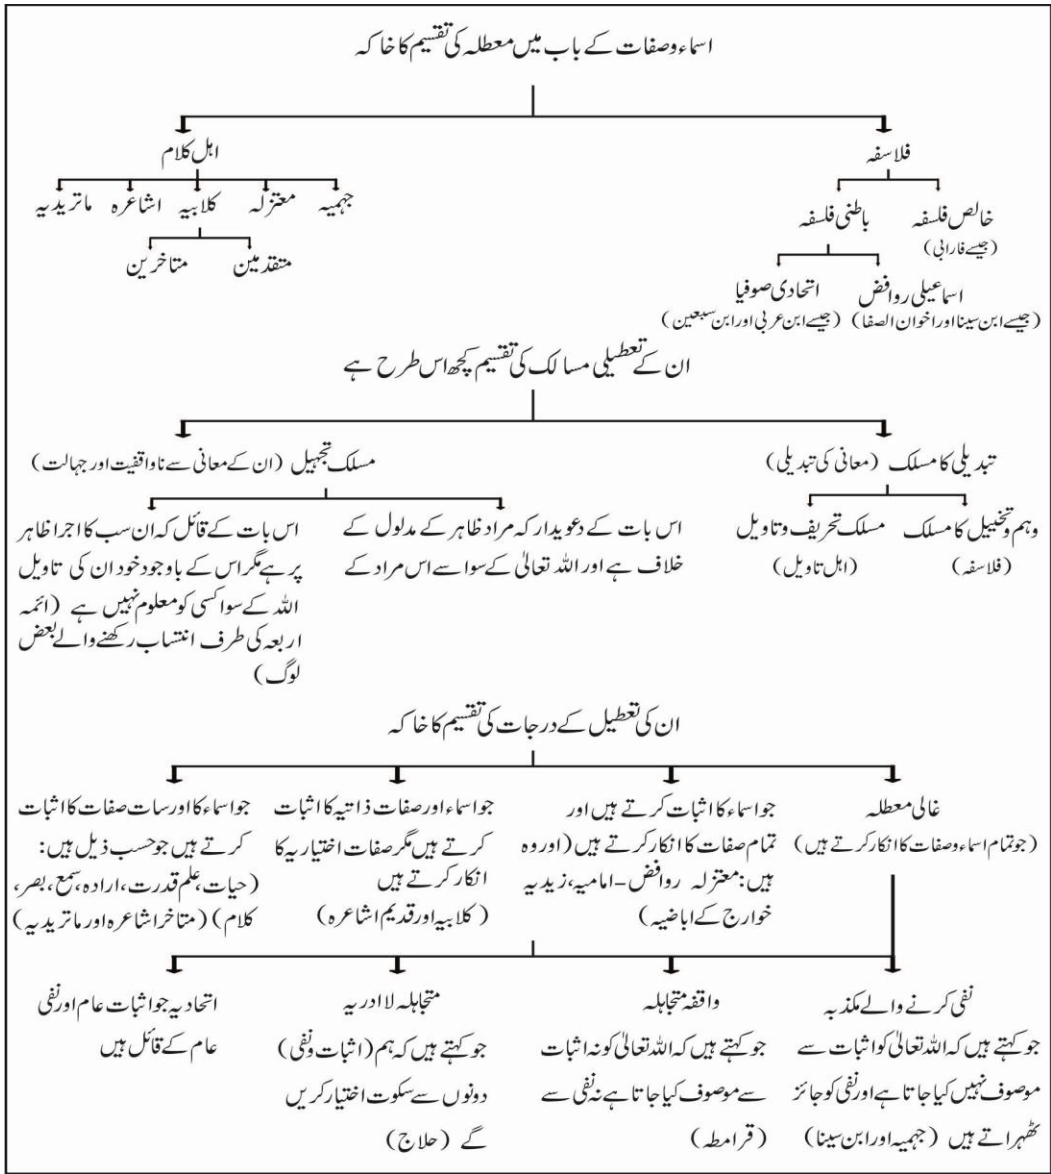 اسماء وصفات کے باب میں معطلہ کی تقسیم کا خاکہ
فلاسفہ
اہل کلام
خالص فلسفہ
(جیسے فارابی)
باطنی فلسفہ
جہمیہ
معتزلہ
کلابیہ
اشاعرہ
ماتریدیہ
متقدمین
متاخرین
اسماعیلی روافض
(جیسے ابن سینا اور اخوان الصفا)
اتحادی صوفیا
(جیسے ابن عربی اور ابن سبعین)
ان کے تعطیلی مسالک کی تقسیم کچھ اس طرح ہے
تبدیلی کا مسلک (معانی کی تبدیلی)
مسلک تجہیل (ان کے معانی سے ناواقفیت اور جہالت)
وہم وتخییل کا مسلک
(فلاسفہ)
مسلک تحریف وتاویل
(اہل تاویل)
اس بات کے دعویدار کہ مراد ظاہر کے مدلول کے
خلاف ہے اور اللہ تعالیٰ کے سوا سے اس مراد کے
اس بات کے قائل کہ ان سب کا اجرا ظاہر
پر ہے مگر اس کے باوجود خود ان کی تاویل
اللہ کے سوا کسی کو معلوم نہیں ہے (ائمہ
اربعہ کی طرف انتساب رکھنے والے بعض
لوگ)
ان کی تعطیل کے درجات کی تقسیم کا خاکہ
غالی معطلہ
(جو تمام اسماء وصفات کا انکار کرتے ہیں)
جو اسماء کا اثبات کرتے ہیں اور
تمام صفات کا انکار کرتے ہیں (اور وہ
ہیں: معتزلہ روافض-امامیہ، زیدیہ
خوارج کے اباضیہ)
جو اسماء اور صفات ذاتیہ کا اثبات
کرتے ہیں مگر صفات اختیاریہ کا
انکار کرتے ہیں
(کلابیہ اور قدیم اشاعرہ)
جو اسماء کا اور سات صفات کا اثبات
کرتے ہیں جو حسب ذیل ہیں:
(حیات، علم قدرت، ارادہ، سمع، بصر،
کلام) (متاخر اشاعرہ اور ماتریدیہ)
نفی کرنے والے مکذبہ
جو کہتے ہیں کہ اللہ تعالیٰ کو اثبات سے
موصوف نہیں کیا جاتا ہے اور نفی کو جائز
ٹھہراتے ہیں (جہمیہ اور ابن سینا)
واقفہ متجاہلہ
جو کہتے ہیں کہ اللہ تعالیٰ کو نہ اثبات
سے موصوف کیا جاتا ہے نہ نفی سے
(قرامطہ)
متجاہلہ لاادریہ
جو کہتے ہیں کہ ہم (اثبات ونفی)
دونوں سے سکوت اختیار کریں
گے (حلاج)
اتحادیہ جو اثبات عام اور نفی
عام کے قائل ہیں